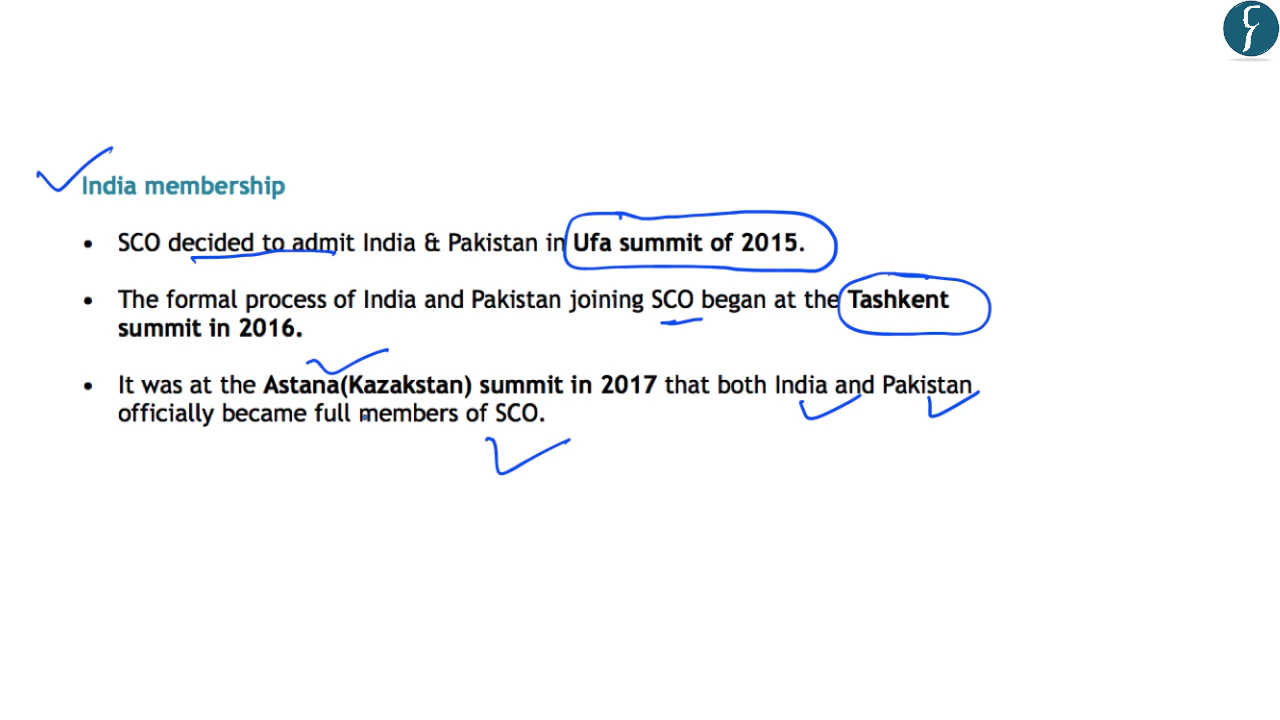 India membership
• SCO decided to admit India & Pakistan in Ufa summit of 2015.
• The formal process of India and Pakistan joining SCO began at the Tashkent
summit in 2016.
• It was at the Astana(Kazakstan) summit in 2017 that both India and Pakistan
officially became full members of SCO.